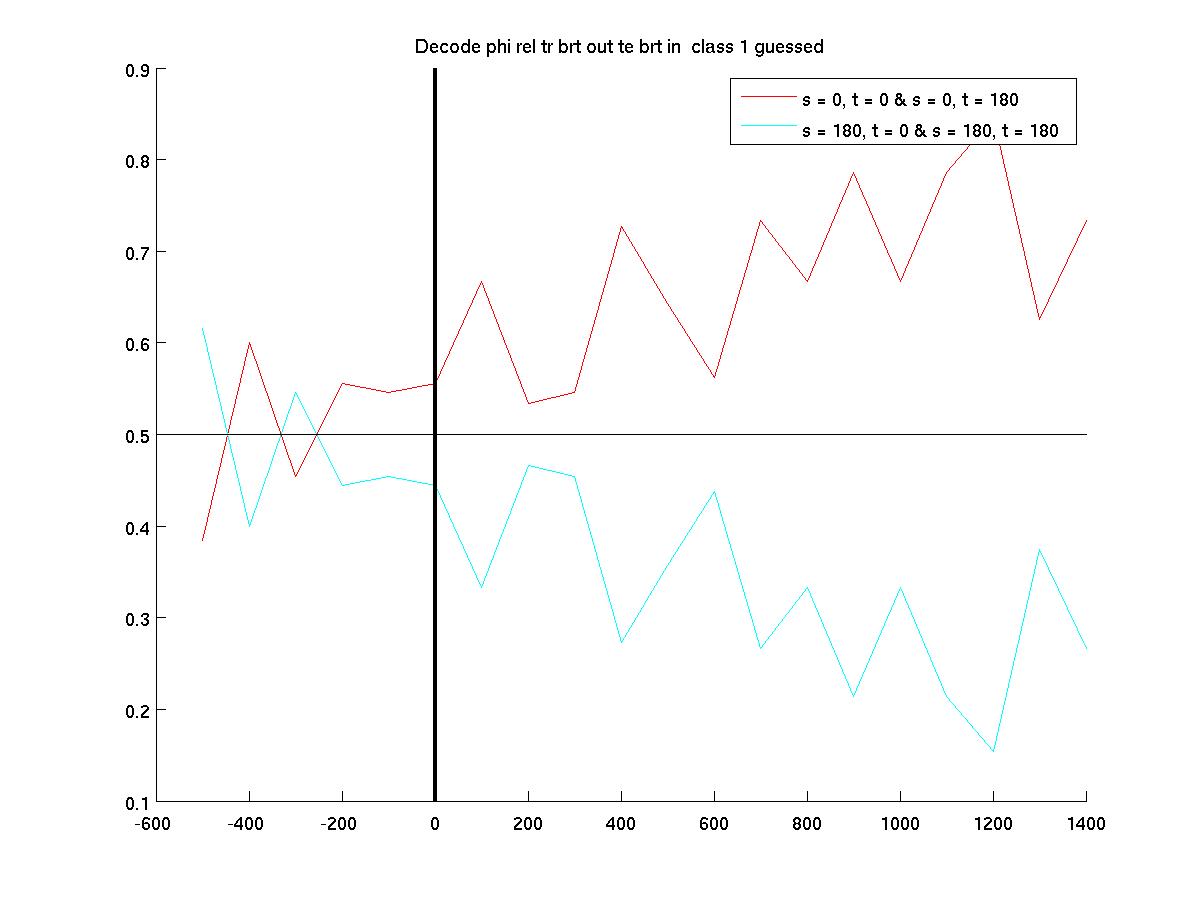 Decode phi rel tr brt out te brt in  class 1 guessed
s = 0, t = 0 & s = 0, t = 180
s = 180, t = 0 & s = 180, t = 180
0.9
0.8
0.7
0.6
0.5
0.4
0.3
0.2
0.1
-600 -400 -200 0 200 400 600 800 1000 1200 1400